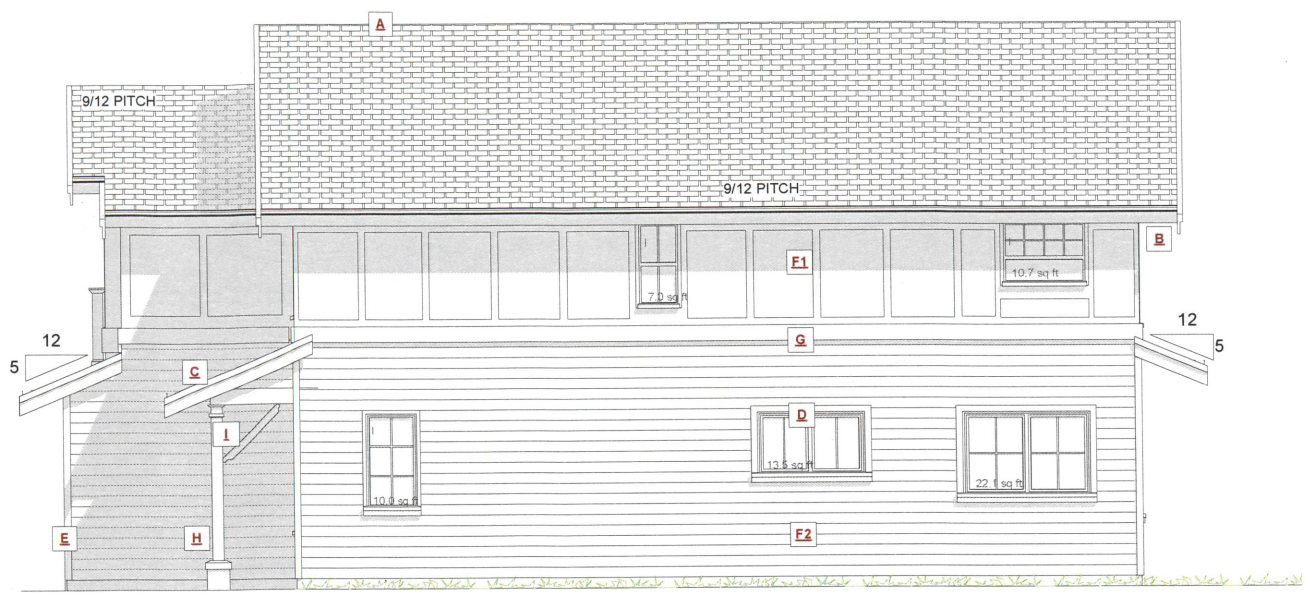 A
9/12 PITCH
9/12 PITCH
B
F1
10.7 sq ft
7.0 sq ft
12
5
G
12
5
C
D
I
13.5 sq ft
22.1 sq ft
10.0 sq ft
E
H
F2